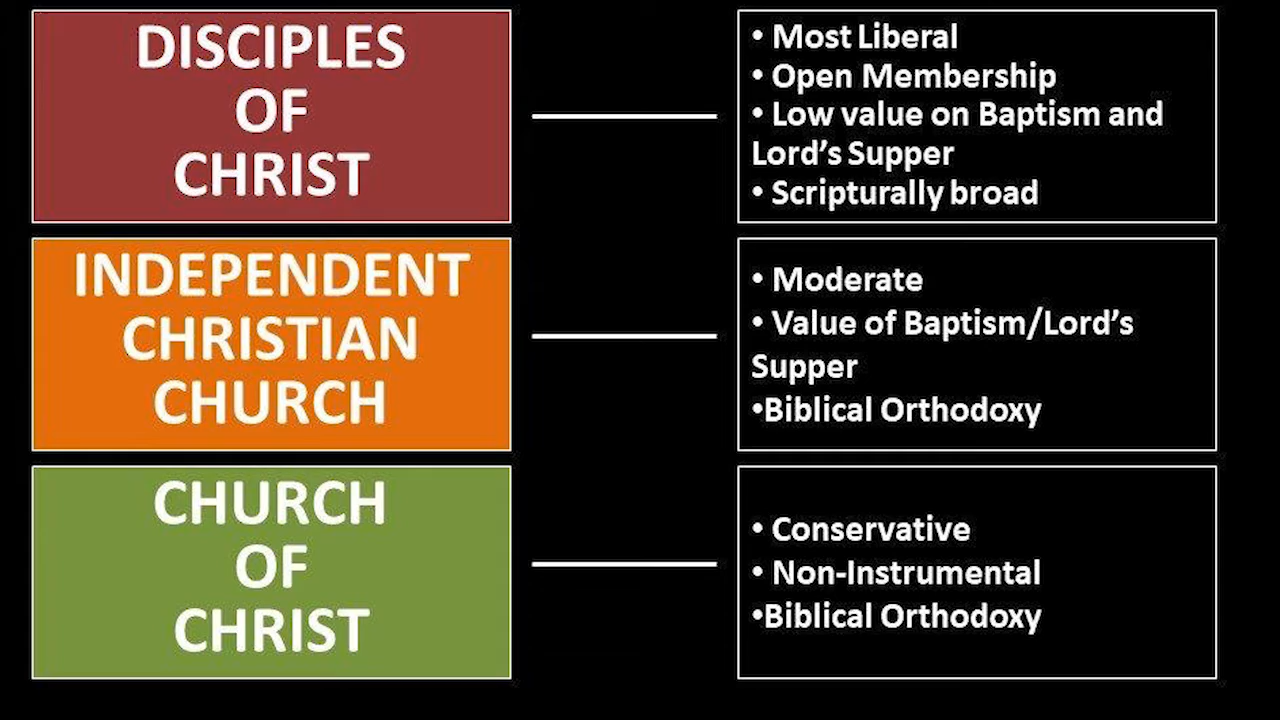 DISCIPLES
OF
CHRIST
• Most Liberal
• Open Membership
• Low value on Baptism and
Lord's Supper
• Scripturally broad
INDEPENDENT
CHRISTIAN
CHURCH
• Moderate
• Value of Baptism/Lord's
Supper
•Biblical Orthodoxy
CHURCH
OF
CHRIST
• Conservative
• Non-Instrumental
•Biblical Orthodoxy